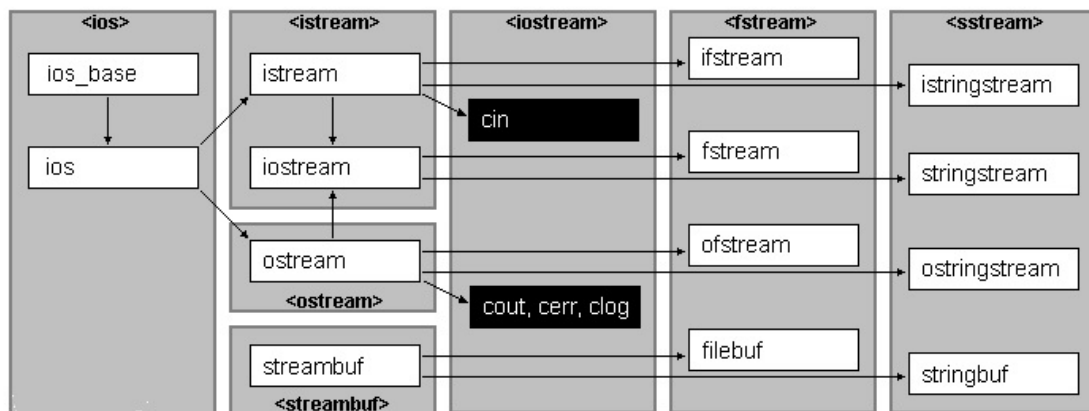 <ios>
<istream>
<iostream>
<fstream>
<sstream>
ios_base
istream
ifstream
istringstream
cin
ios
iostream
fstream
stringstream
ostream
ofstream
ostringstream
<ostream>
cout, cerr, clog
streambuf
filebuf
stringbuf
<streambuf>